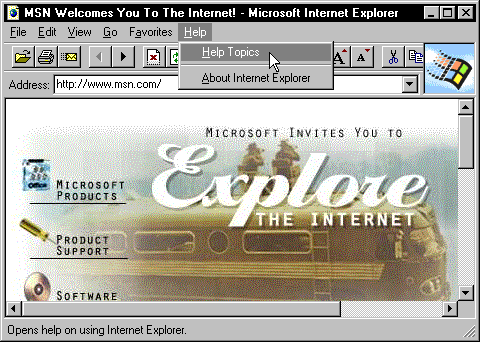 MSN Welcomes You To The Internet! - Microsoft Internet Explorer
File Edit View Go Favorites Help
Help Topics
About Internet Explorer
A A
Address: http://www.msn.com/
MICROSOFT INVITES YOU TO
Explore
THE INTERNET
Office
MICROSOFT
PRODUCTS
PRODUCT
SUPPORT
SOFTWARE
Opens help on using Internet Explorer.